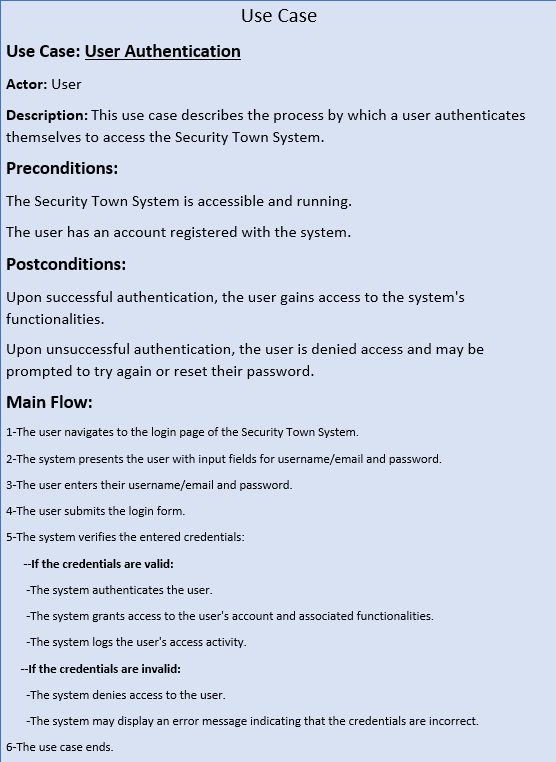 Use Case
Use Case: User Authentication
Actor: User
Description: This use case describes the process by which a user authenticates
themselves to access the Security Town System.
Preconditions:
The Security Town System is accessible and running.
The user has an account registered with the system.
Postconditions:
Upon successful authentication, the user gains access to the system's
functionalities.
Upon unsuccessful authentication, the user is denied access and may be
prompted to try again or reset their password.
Main Flow:
1-The user navigates to the login page of the Security Town System.
2-The system presents the user with input fields for username/email and password.
3-The user enters their username/email and password.
4-The user submits the login form.
5-The system verifies the entered credentials:
--If the credentials are valid:
-The system authenticates the user.
-The system grants access to the user's account and associated functionalities.
-The system logs the user's access activity.
--If the credentials are invalid:
-The system denies access to the user.
-The system may display an error message indicating that the credentials are incorrect.
6-The use case ends.